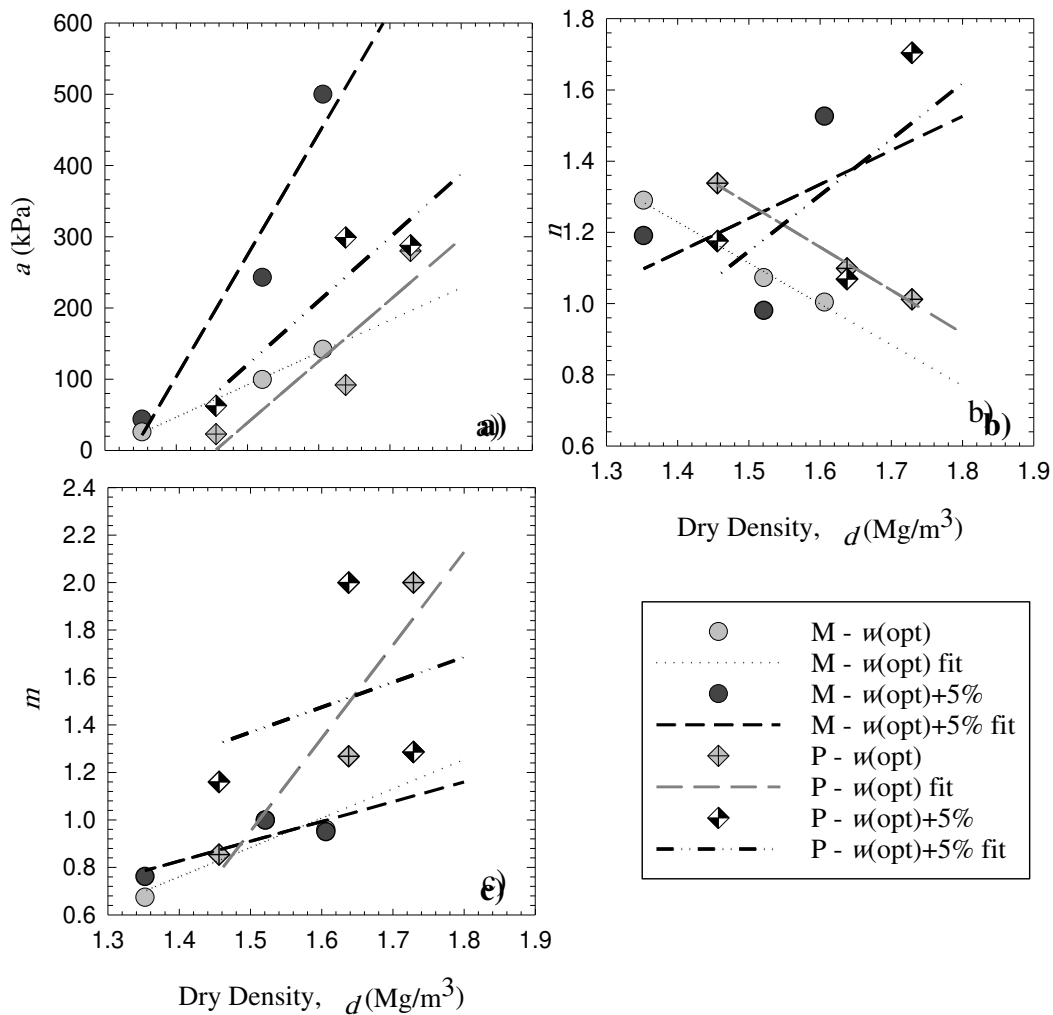 600
500
400
300
200
100
0
a (kPa)
a)
a)
1.8
1.6
1.4
1.2
1.0
0.8
0.6
n
b)
b)
1.3 1.4 1.5 1.6 1.7 1.8 1.9
Dry Density, d (Mg/m3)
2.4
2.2
2.0
1.8
1.6
1.4
1.2
1.0
0.8
0.6
m
c)
c)
1.3 1.4 1.5 1.6 1.7 1.8 1.9
Dry Density, d (Mg/m3)
M - w(opt)
M - w(opt) fit
M - w(opt)+5%
M - w(opt)+5% fit
P - w(opt)
P - w(opt) fit
P - w(opt)+5%
P - w(opt)+5% fit